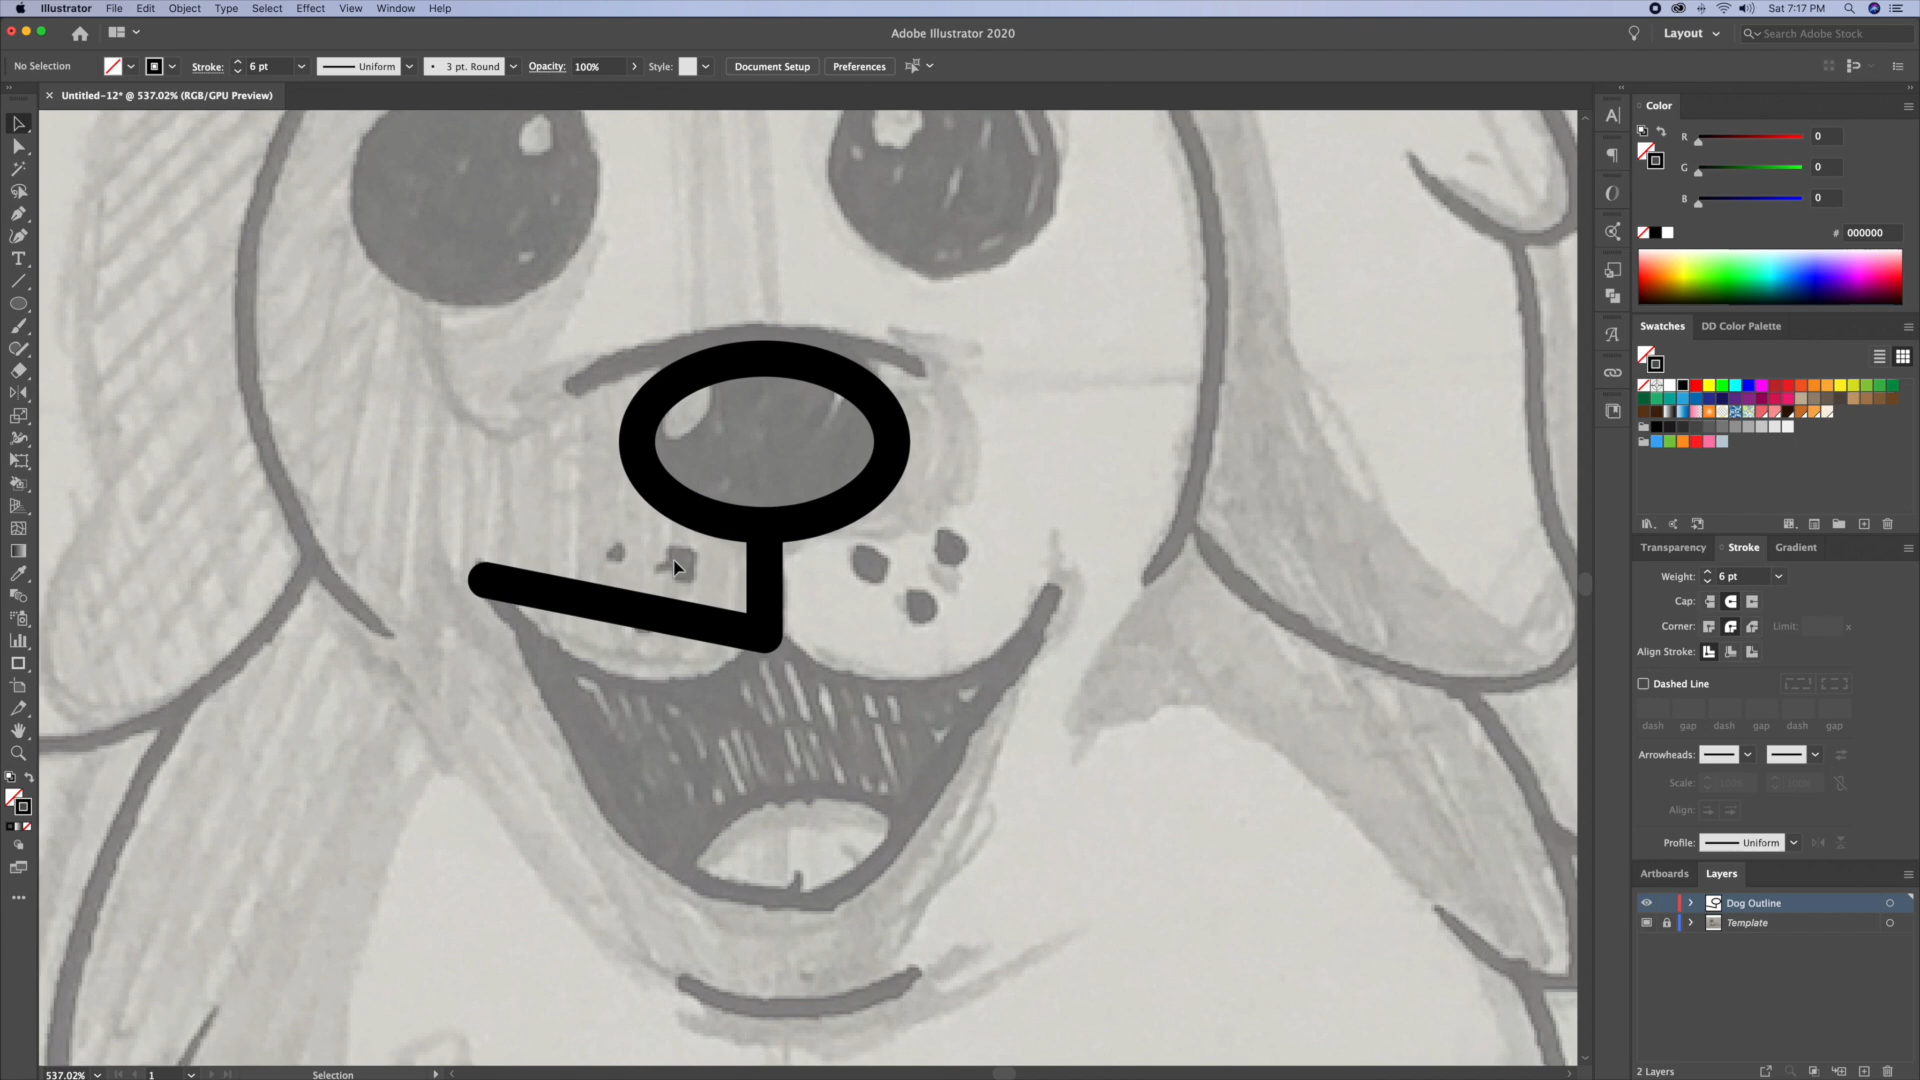 Illustrator File Edit Object Type Select Effect View Window Help Sat 7:17 PM
Adobe Illustrator 2020 Layout Search Adobe Stock
No Selection Stroke: 6 pt Uniform 3 pt. Round Opacity: 100% Style: Document Setup Preferences
Untitled-12* @ 537.02% (RGB/GPU Preview)
Color
R 0
G 0
B 0
# 000000
Swatches DD Color Palette
Transparency Stroke Gradient
Weight: 6 pt
Cap:
Corner: Limit: x
Align Stroke:
Dashed Line
dash gap dash gap dash gap
Arrowheads:
Scale: 100% 100%
Align:
Profile: Uniform
Artboards Layers
Dog Outline
Template
537.02% 1 Selection 2 Layers